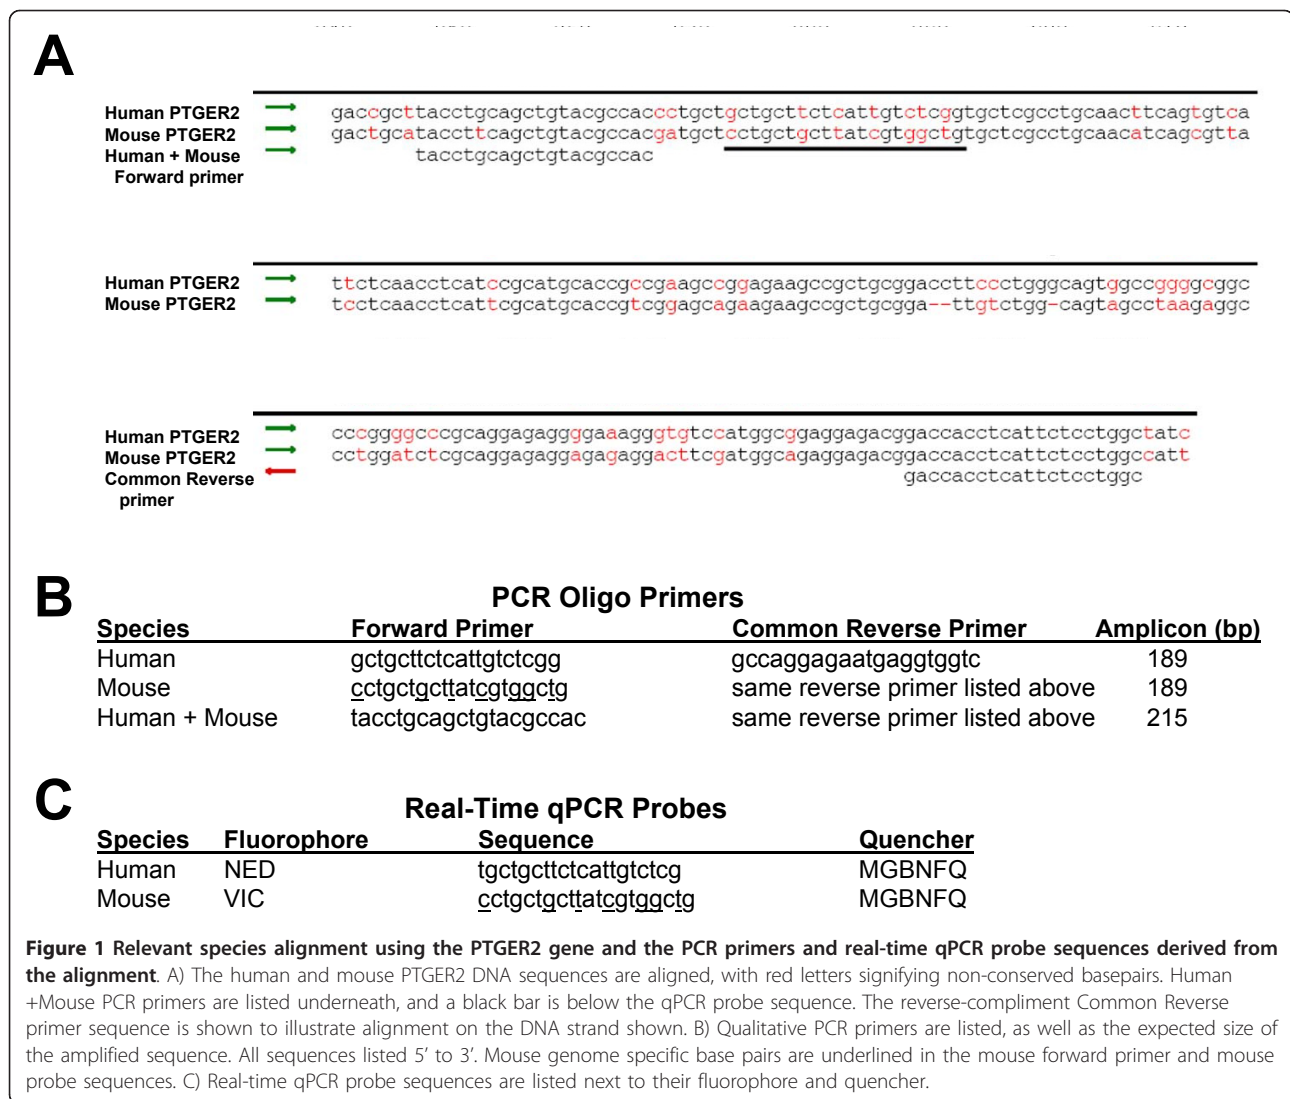 A
Human PTGER2 gaccgcttacctgcagctgtacgccaccctgctgctgcttctcattgtctcggtgctcgcctgcaacttcagtgtca
Mouse PTGER2 gactgcataccttcagctgtacgccacgatgctcctgctgcttatcgtggctgtgctcgcctgcaacatcagcgtta
Human + Mouse tacctgcagctgtacgccac
Forward primer
Human PTGER2 ttctcaacctcatccgcatgcaccgccgaagccggagaagccgctgcggaccttccctgggcagtggccggggcggc
Mouse PTGER2 tcctcaacctcattcgcatgcaccgtcggagcagaagaagccgctgcgga--ttgtctgg-cagtagcctaagaggc
Human PTGER2 cccggggcccgcaggagaggggaaagggtgtccatggcggaggagacggaccacctcattctcctggctatc
Mouse PTGER2 cctggatctcgcaggagaggagagaggacttcgatggcagaggagacggaccacctcattctcctggccatt
Common Reverse gaccacctcattctcctggc
primer
B
PCR Oligo Primers
Species Forward Primer Common Reverse Primer Amplicon (bp)
Human gctgcttctcattgtctcgg gccaggagaatgaggtggtc 189
Mouse cctgctgcttatcgtggctg same reverse primer listed above 189
Human + Mouse tacctgcagctgtacgccac same reverse primer listed above 215
C
Real-Time qPCR Probes
Species Fluorophore Sequence Quencher
Human NED tgctgcttctcattgtctcg MGBNFQ
Mouse VIC cctgctgcttatcgtggctg MGBNFQ
Figure 1 Relevant species alignment using the PTGER2 gene and the PCR primers and real-time qPCR probe sequences derived from
the alignment. A) The human and mouse PTGER2 DNA sequences are aligned, with red letters signifying non-conserved basepairs. Human
+Mouse PCR primers are listed underneath, and a black bar is below the qPCR probe sequence. The reverse-compliment Common Reverse
primer sequence is shown to illustrate alignment on the DNA strand shown. B) Qualitative PCR primers are listed, as well as the expected size of
the amplified sequence. All sequences listed 5' to 3'. Mouse genome specific base pairs are underlined in the mouse forward primer and mouse
probe sequences. C) Real-time qPCR probe sequences are listed next to their fluorophore and quencher.